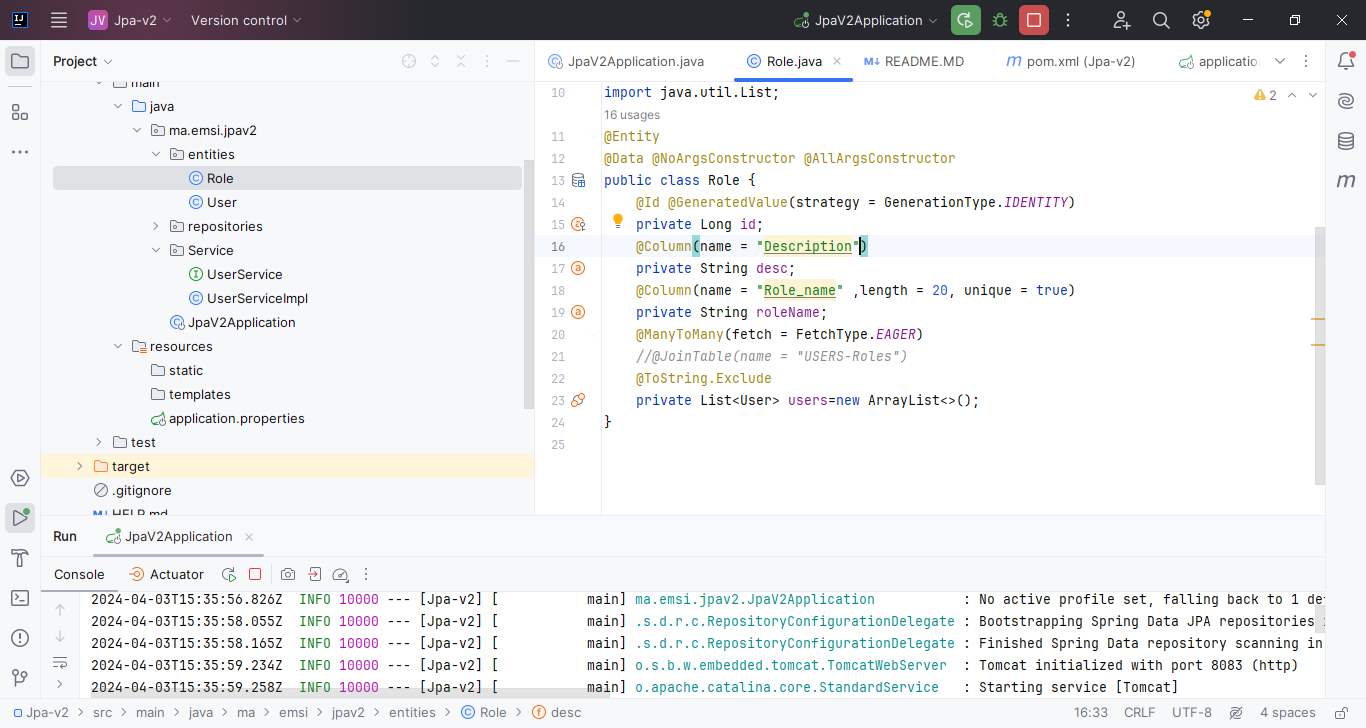 JV Jpa-v2 Version control JpaV2Application
Project
JpaV2Application.java Role.java README.MD pom.xml (Jpa-v2) applicatio
main
java
ma.emsi.jpav2
entities
Role
User
repositories
Service
UserService
UserServiceImpl
JpaV2Application
resources
static
templates
application.properties
test
target
.gitignore
HELP.md
2
10 import java.util.List;
16 usages
11 @Entity
12 @Data @NoArgsConstructor @AllArgsConstructor
13 public class Role {
14 @Id @GeneratedValue(strategy = GenerationType.IDENTITY)
15 private Long id;
16 @Column(name = "Description")
17 private String desc;
18 @Column(name = "Role_name" ,length = 20, unique = true)
19 private String roleName;
20 @ManyToMany(fetch = FetchType.EAGER)
21 //@JoinTable(name = "USERS-Roles")
22 @ToString.Exclude
23 private List<User> users=new ArrayList<>();
24 }
25
Run JpaV2Application
Console Actuator
2024-04-03T15:35:56.826Z INFO 10000 --- [Jpa-v2] [ main] ma.emsi.jpav2.JpaV2Application : No active profile set, falling back to 1 de
2024-04-03T15:35:58.055Z INFO 10000 --- [Jpa-v2] [ main] .s.d.r.c.RepositoryConfigurationDelegate : Bootstrapping Spring Data JPA repositories
2024-04-03T15:35:58.165Z INFO 10000 --- [Jpa-v2] [ main] .s.d.r.c.RepositoryConfigurationDelegate : Finished Spring Data repository scanning in
2024-04-03T15:35:59.234Z INFO 10000 --- [Jpa-v2] [ main] o.s.b.w.embedded.tomcat.TomcatWebServer : Tomcat initialized with port 8083 (http)
2024-04-03T15:35:59.258Z INFO 10000 --- [Jpa-v2] [ main] o.apache.catalina.core.StandardService : Starting service [Tomcat]
Jpa-v2 > src > main > java > ma > emsi > jpav2 > entities > Role > desc 16:33 CRLF UTF-8 4 spaces